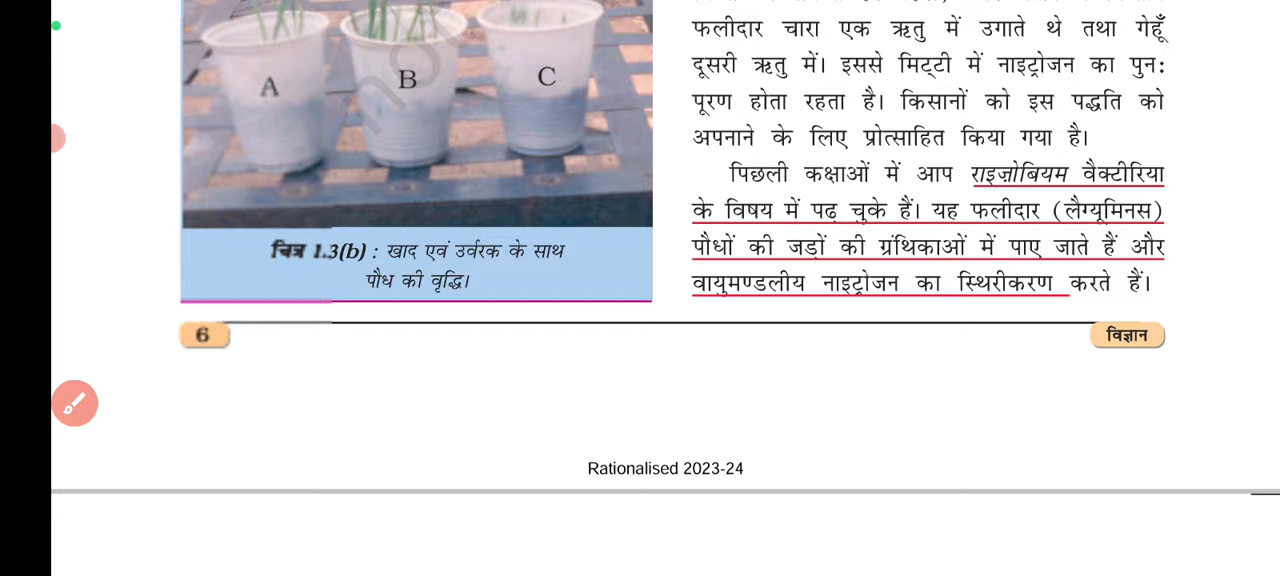 A
B
C
चित्र 1.3(b) : खाद एवं उर्वरक के साथ
पौध की वृद्धि।
फलीदार चारा एक ऋतु में उगाते थे तथा गेहूँ
दूसरी ऋतु में। इससे मिट्टी में नाइट्रोजन का पुनः
पूरण होता रहता है। किसानों को इस पद्धति को
अपनाने के लिए प्रोत्साहित किया गया है।
पिछली कक्षाओं में आप राइज़ोबियम वैक्टीरिया
के विषय में पढ़ चुके हैं। यह फलीदार (लैग्यूमिनस)
पौधों की जड़ों की ग्रंथिकाओं में पाए जाते हैं और
वायुमण्डलीय नाइट्रोजन का स्थिरीकरण करते हैं।
6
विज्ञान
Rationalised 2023-24